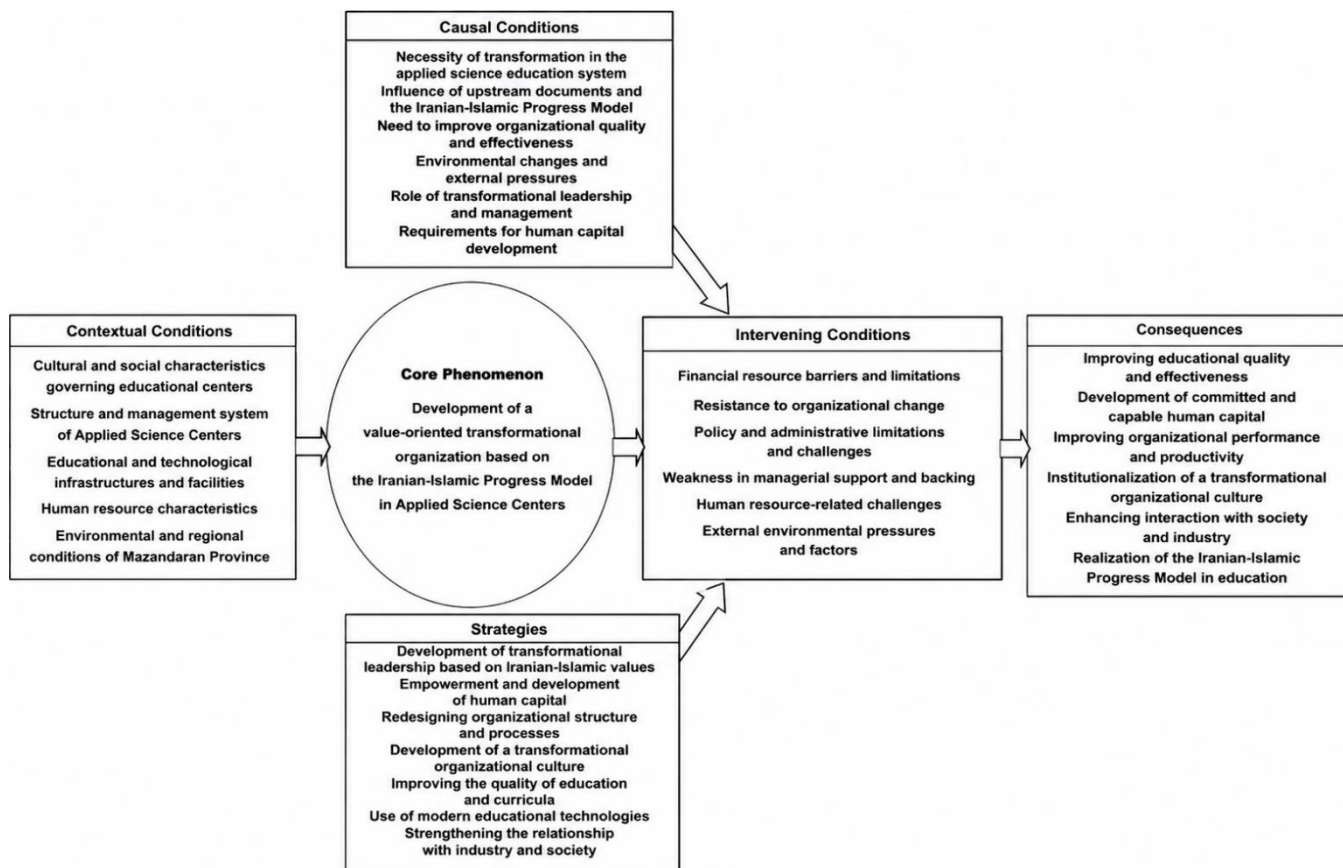 Causal Conditions
Necessity of transformation in the
applied science education system
Influence of upstream documents and
the Iranian-Islamic Progress Model
Need to improve organizational quality
and effectiveness
Environmental changes and
external pressures
Role of transformational leadership
and management
Requirements for human capital
development
Contextual Conditions
Cultural and social characteristics
governing educational centers
Structure and management system
of Applied Science Centers
Educational and technological
infrastructures and facilities
Human resource characteristics
Environmental and regional
conditions of Mazandaran Province
Core Phenomenon
Development of a
value-oriented transformational
organization based on
the Iranian-Islamic Progress Model
in Applied Science Centers
Intervening Conditions
Financial resource barriers and limitations
Resistance to organizational change
Policy and administrative limitations
and challenges
Weakness in managerial support and backing
Human resource-related challenges
External environmental pressures
and factors
Consequences
Improving educational quality
and effectiveness
Development of committed and
capable human capital
Improving organizational performance
and productivity
Institutionalization of a transformational
organizational culture
Enhancing interaction with society
and industry
Realization of the Iranian-Islamic
Progress Model in education
Strategies
Development of transformational
leadership based on Iranian-Islamic values
Empowerment and development
of human capital
Redesigning organizational structure
and processes
Development of a transformational
organizational culture
Improving the quality of education
and curricula
Use of modern educational technologies
Strengthening the relationship
with industry and society